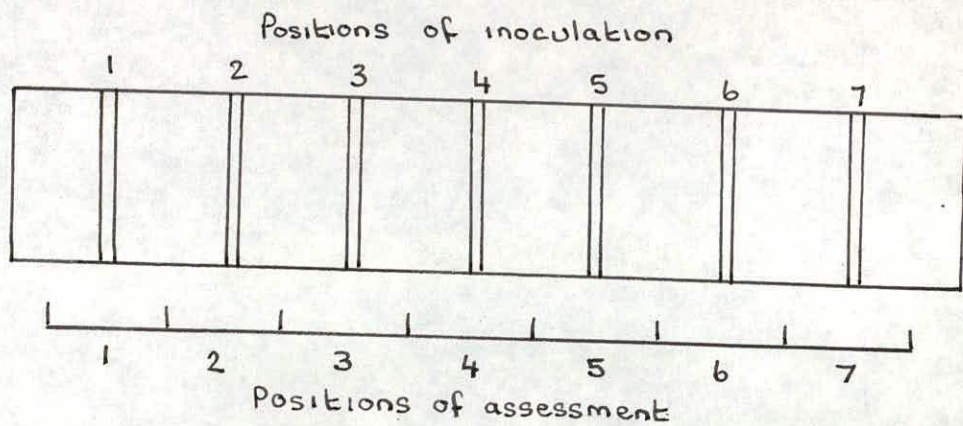 Positions of inoculation
1 2 3 4 5 6 7
1 2 3 4 5 6 7
Positions of assessment